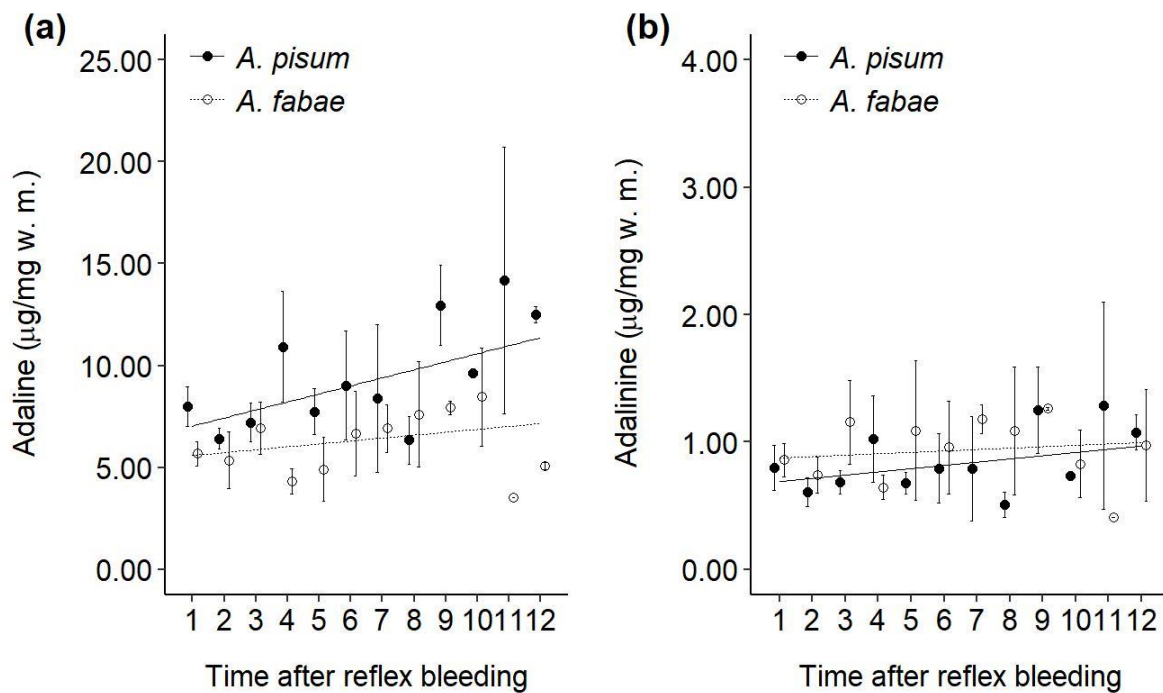 (a)
A. pisum
A. fabae
Adaline (µg/mg w. m.)
25.00
20.00
15.00
10.00
5.00
0.00
1 2 3 4 5 6 7 8 9 10 11 12
Time after reflex bleeding
(b)
A. pisum
A. fabae
Adalinine (µg/mg w. m.)
4.00
3.00
2.00
1.00
0.00
1 2 3 4 5 6 7 8 9 10 11 12
Time after reflex bleeding